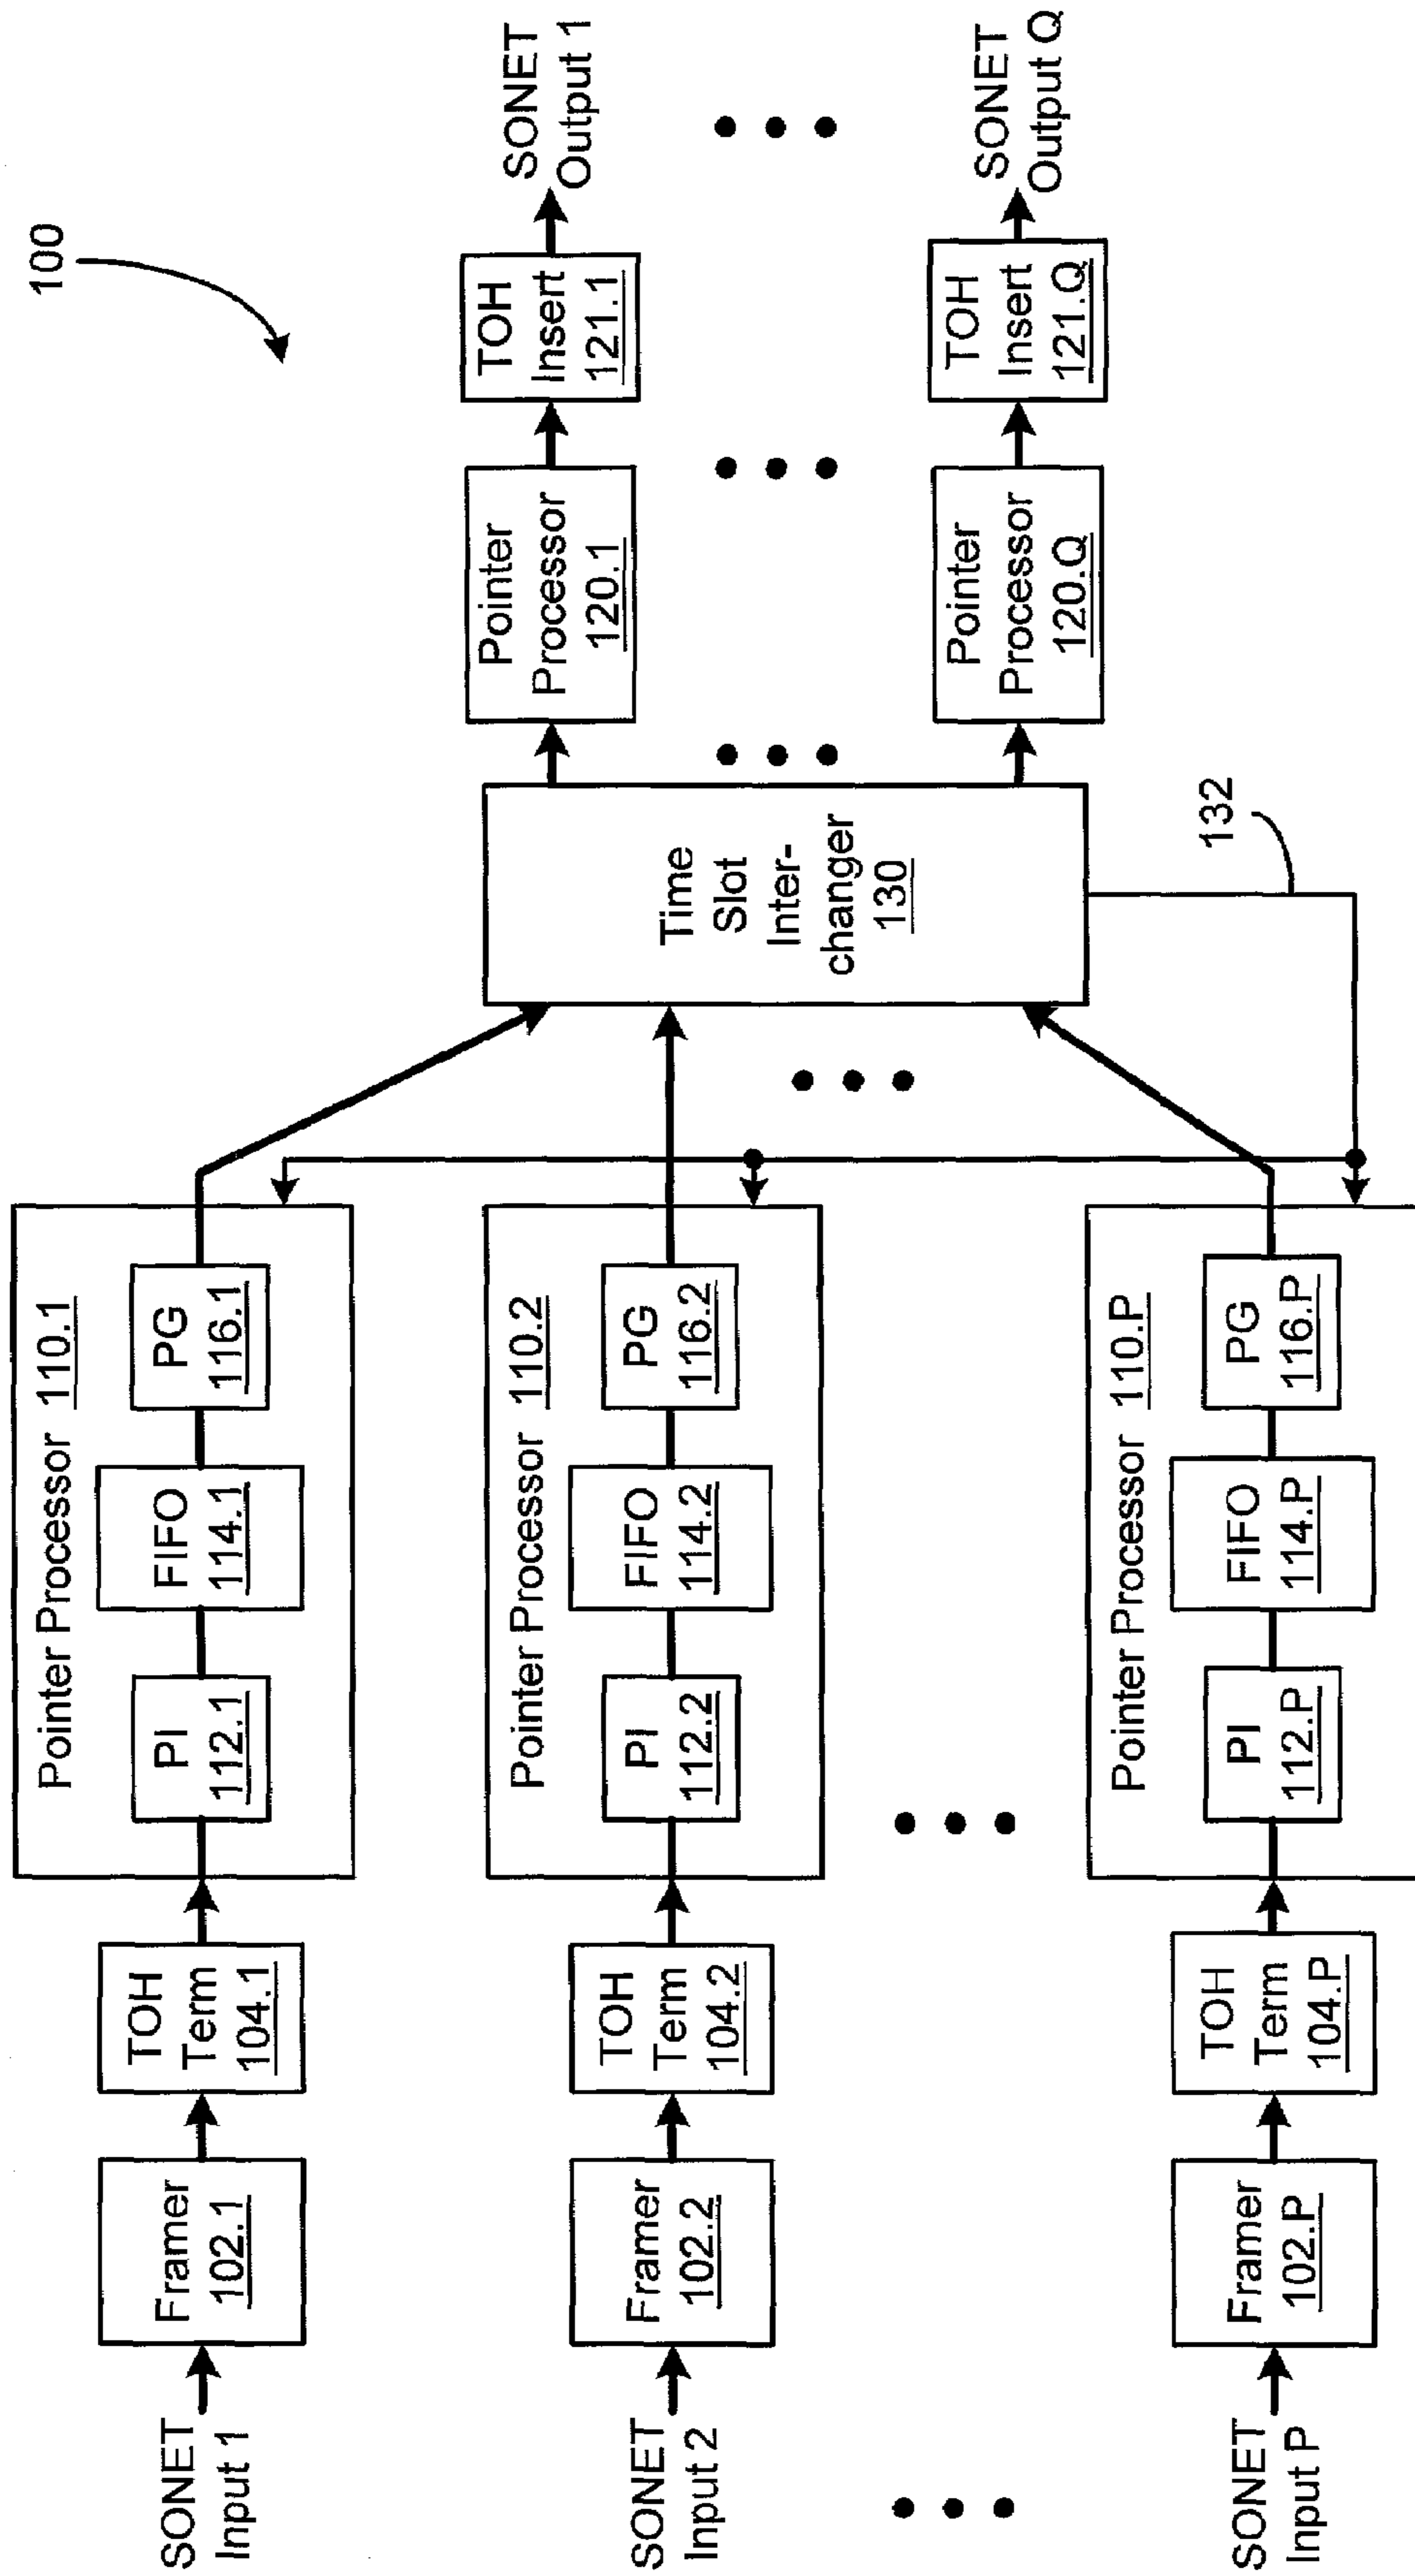 100
SONET
Input 1
Framer
102.1
TOH
Term
104.1
Pointer Processor 110.1
PI
112.1
FIFO
114.1
PG
116.1
SONET
Input 2
Framer
102.2
TOH
Term
104.2
Pointer Processor 110.2
PI
112.2
FIFO
114.2
PG
116.2
SONET
Input P
Framer
102.P
TOH
Term
104.P
Pointer Processor 110.P
PI
112.P
FIFO
114.P
PG
116.P
Time
Slot
Inter-
changer
130
132
Pointer
Processor
120.1
TOH
Insert
121.1
SONET
Output 1
Pointer
Processor
120.Q
TOH
Insert
121.Q
SONET
Output Q